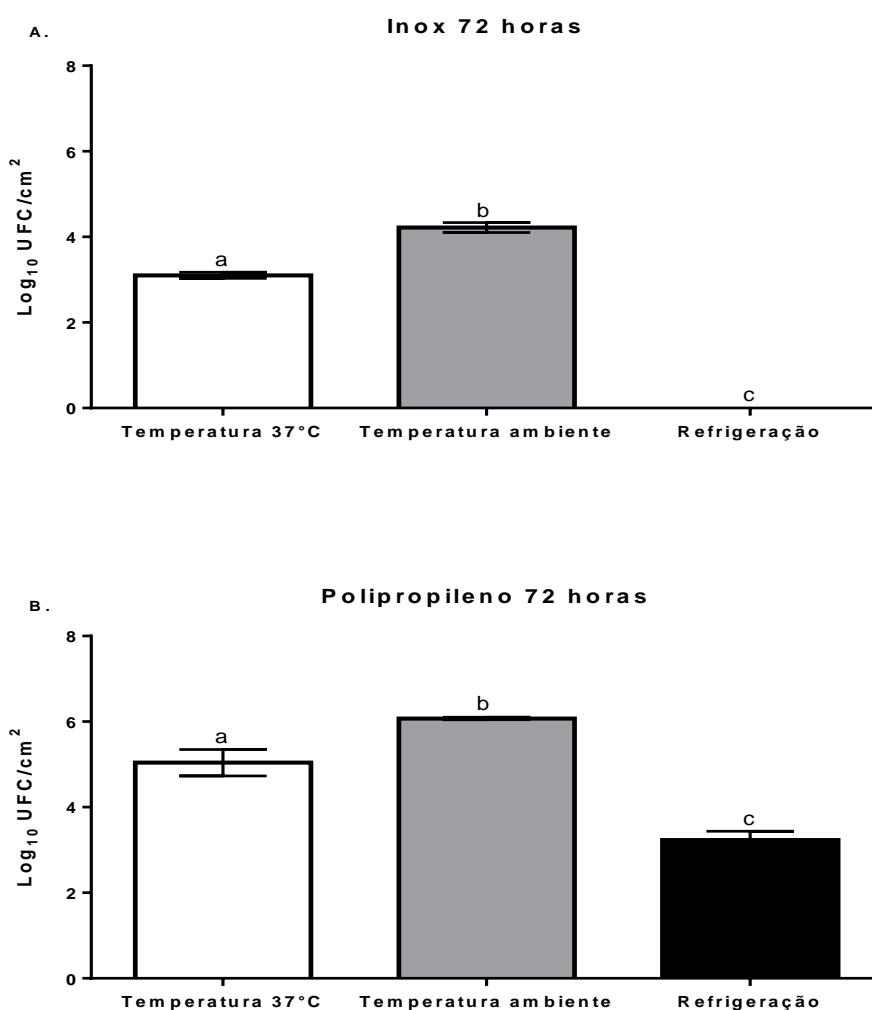 A.
Inox 72 horas
8
6
4
2
0
Log10 UFC/cm2
a
b
c
Temperatura 37°C Temperatura ambiente Refrigeração
B.
Polipropileno 72 horas
8
6
4
2
0
Log10 UFC/cm2
a
b
c
Temperatura 37°C Temperatura ambiente Refrigeração